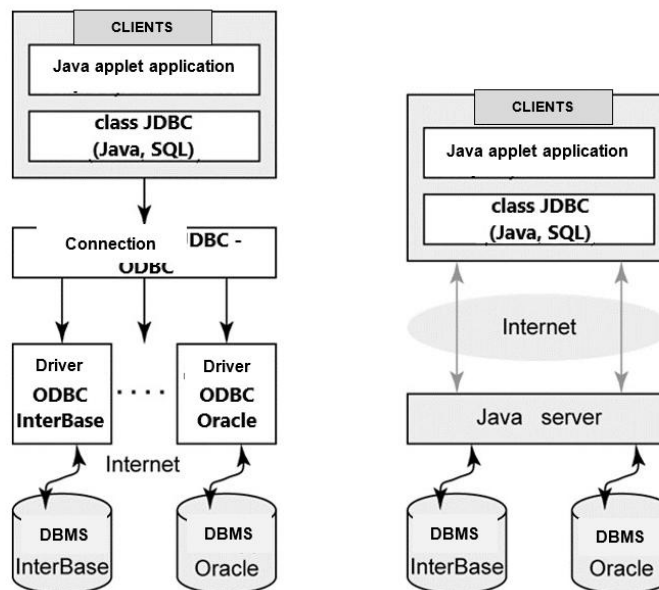 CLIENTS
Java applet application
class JDBC
(Java, SQL)
Connection DBC -
ODBC
Driver
ODBC
InterBase
. . . .
Driver
ODBC
Oracle
Internet
DBMS
InterBase
DBMS
Oracle
CLIENTS
Java applet application
class JDBC
(Java, SQL)
Internet
Java server
DBMS
InterBase
DBMS
Oracle